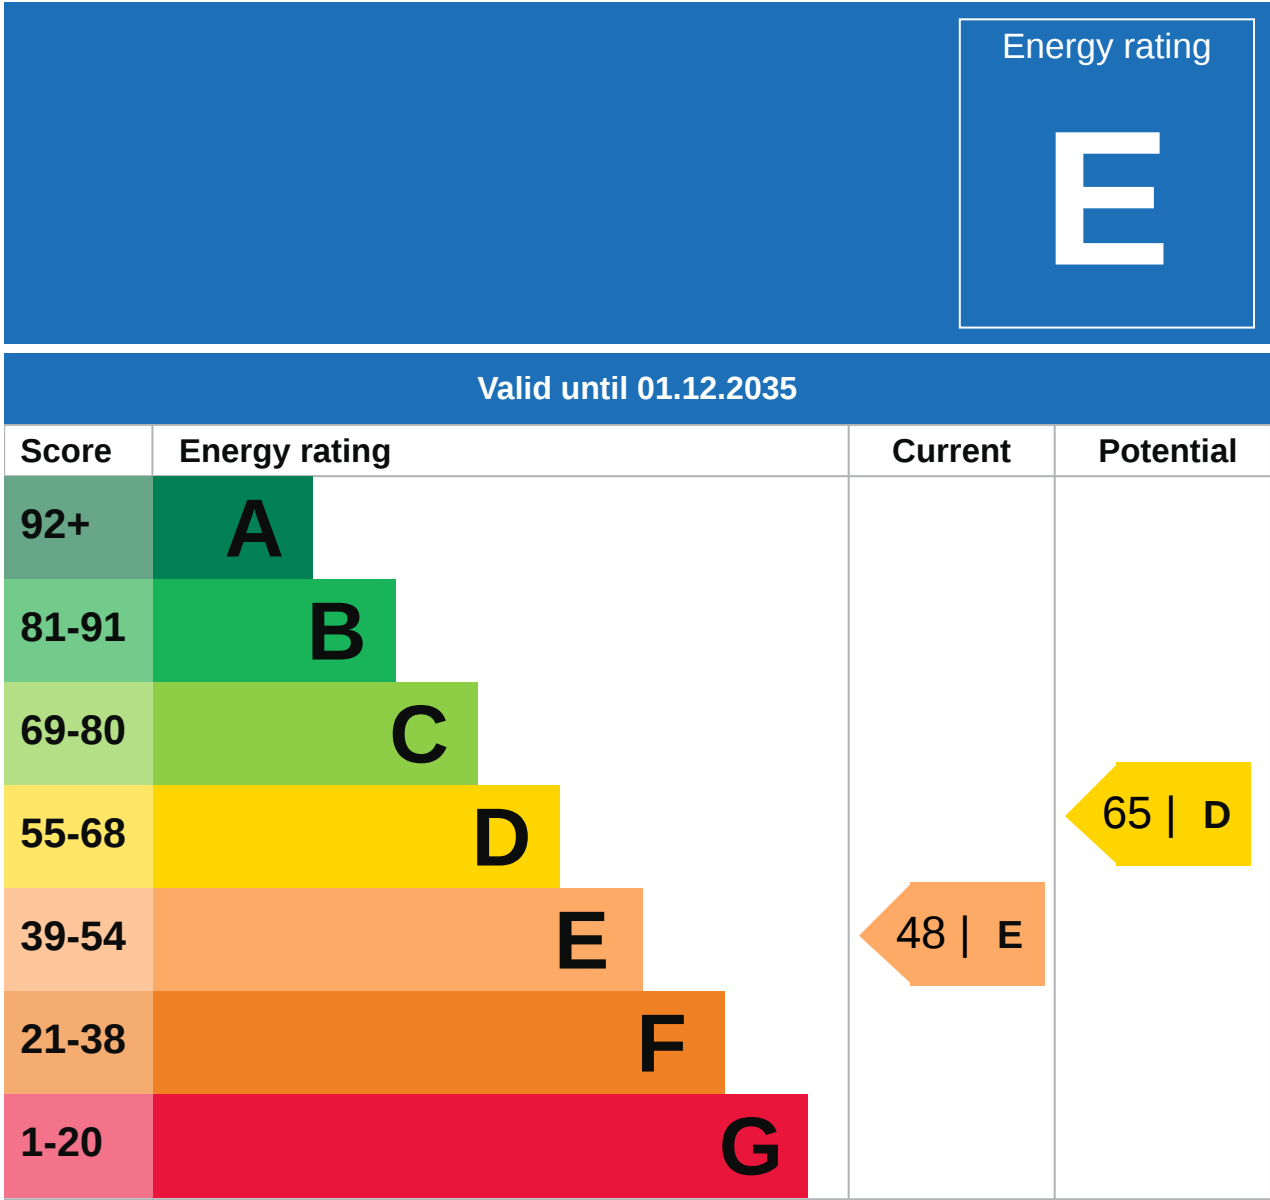 Energy rating
E
Valid until 01.12.2035
Score Energy rating Current Potential
92+ A
81-91 B
69-80 C
55-68 D
65 | D
39-54 E
48 | E
21-38 F
1-20 G